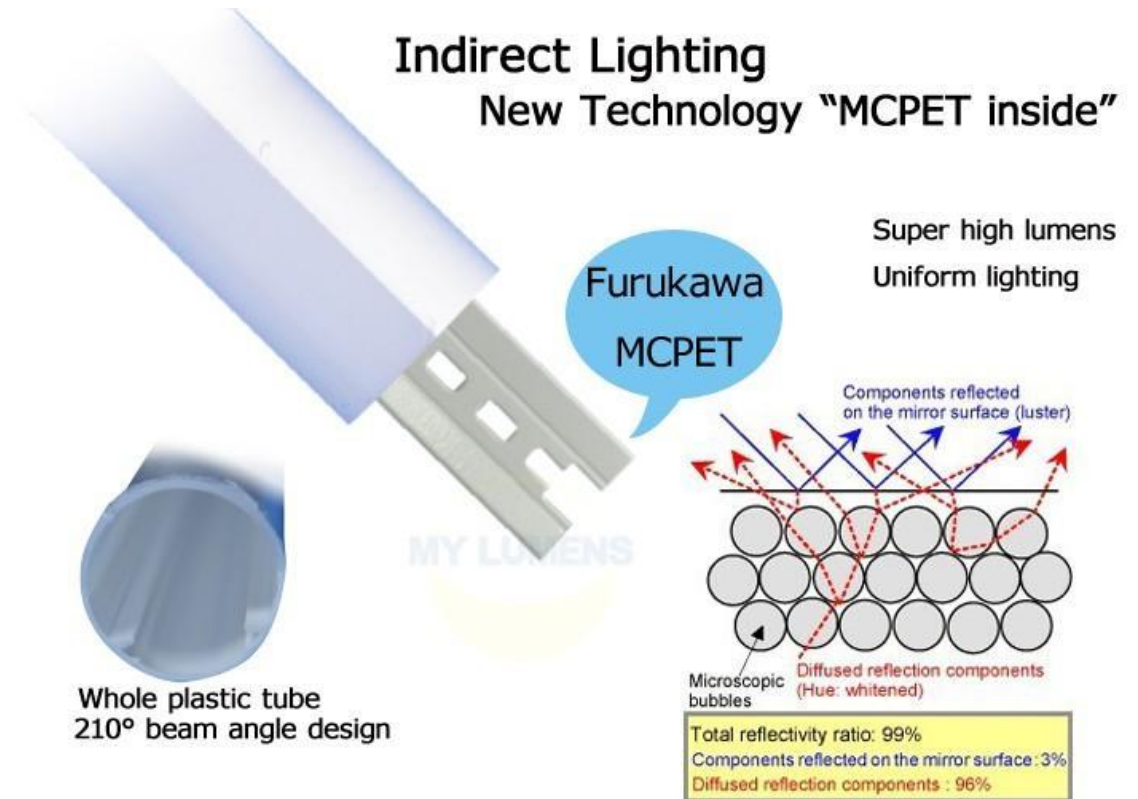 Indirect Lighting
New Technology “MCPET inside”
Super high lumens
Uniform lighting
Furukawa
MCPET
Components reflected
on the mirror surface (luster)
MY LUMENS
Microscopic
bubbles
Diffused reflection components
(Hue: whitened)
Whole plastic tube
210° beam angle design
Total reflectivity ratio: 99%
Components reflected on the mirror surface : 3%
Diffused reflection components : 96%